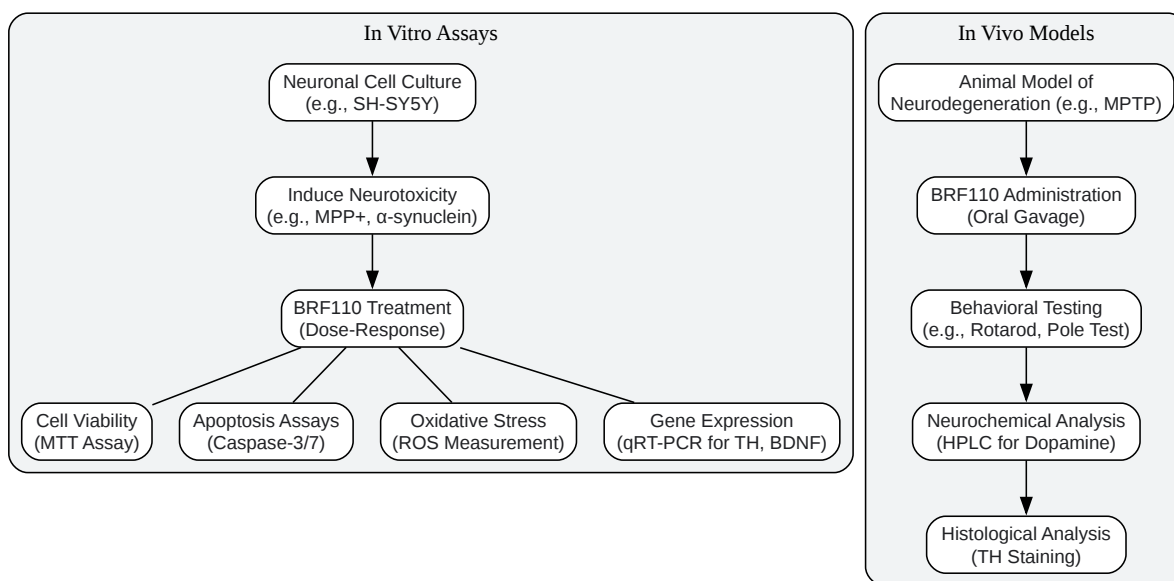 In Vitro Assays
Neuronal Cell Culture
(e.g., SH-SY5Y)
Induce Neurotoxicity
(e.g., MPP+, α-synuclein)
BRF110 Treatment
(Dose-Response)
Cell Viability
(MTT Assay)
Apoptosis Assays
(Caspase-3/7)
Oxidative Stress
(ROS Measurement)
Gene Expression
(qRT-PCR for TH, BDNF)
In Vivo Models
Animal Model of
Neurodegeneration (e.g., MPTP)
BRF110 Administration
(Oral Gavage)
Behavioral Testing
(e.g., Rotarod, Pole Test)
Neurochemical Analysis
(HPLC for Dopamine)
Histological Analysis
(TH Staining)